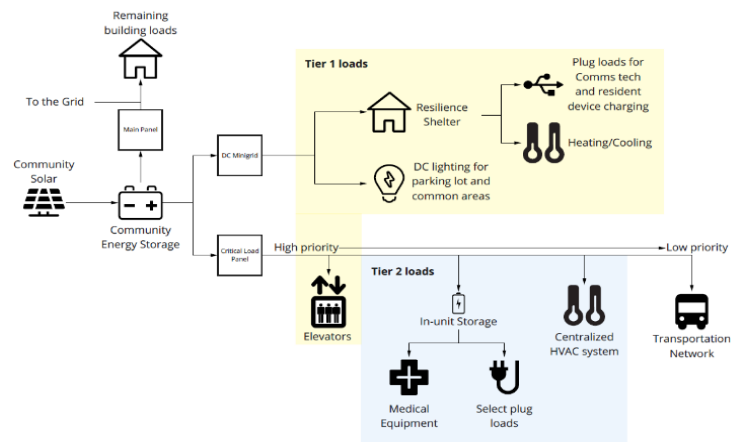 Remaining
building loads
Tier 1 loads
Plug loads for
Comms tech
and resident
device charging
To the Grid
Main Panel
Resilience
Shelter
Heating/Cooling
DC Minigrid
Community
Solar
DC lighting for
parking lot and
common areas
Community
Energy Storage
Critical Load
Panel
High priority
Low priority
Tier 2 loads
Elevators
In-unit Storage
Centralized
HVAC system
Transportation
Network
Medical
Equipment
Select plug
loads